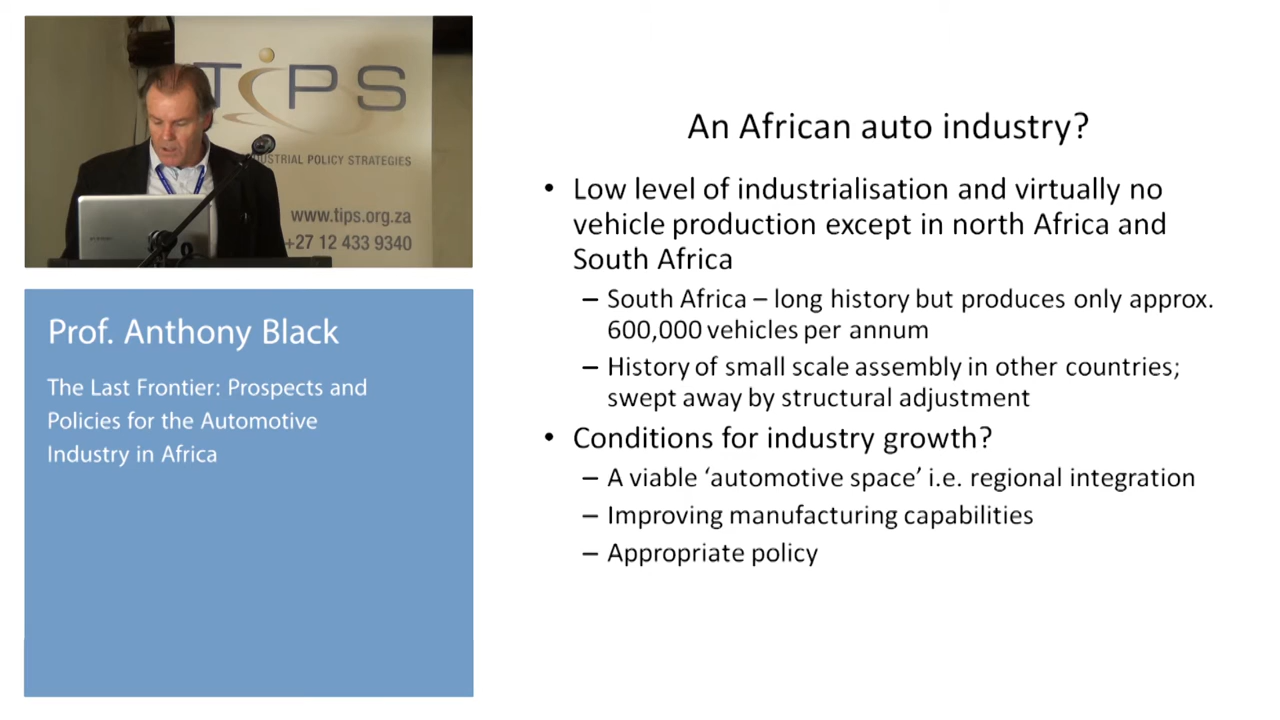 TiPS
DUSTRIAL POLICY STRATEGIES
www.tips.org.za
+27 12 433 9340
Prof. Anthony Black
The Last Frontier: Prospects and
Policies for the Automotive
Industry in Africa
An African auto industry?
• Low level of industrialisation and virtually no
vehicle production except in north Africa and
South Africa
– South Africa – long history but produces only approx.
600,000 vehicles per annum
– History of small scale assembly in other countries;
swept away by structural adjustment
• Conditions for industry growth?
– A viable ‘automotive space’ i.e. regional integration
– Improving manufacturing capabilities
– Appropriate policy